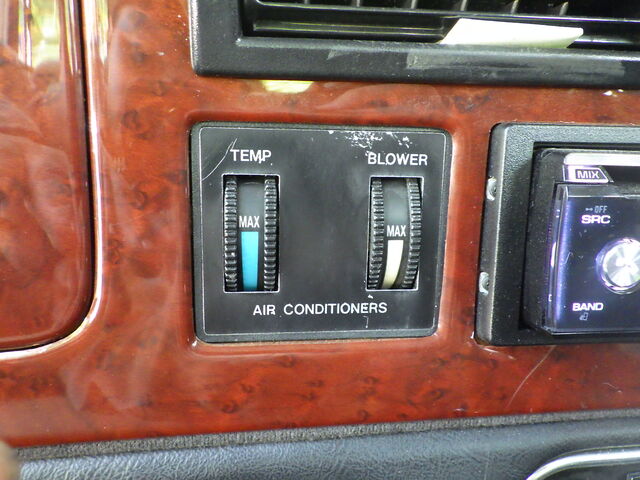 TEMP
BLOWER
MAX
MAX
AIR CONDITIONERS
MIX
OFF
SRC
BAND